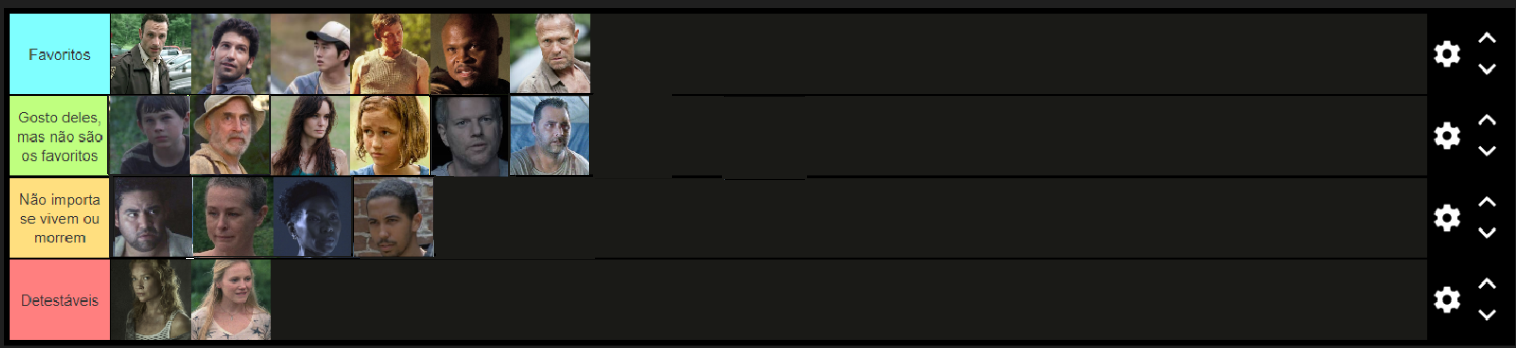 Favoritos
Gosto deles,
mas não são
os favoritos
Não importa
se vivem ou
morrem
Detestáveis